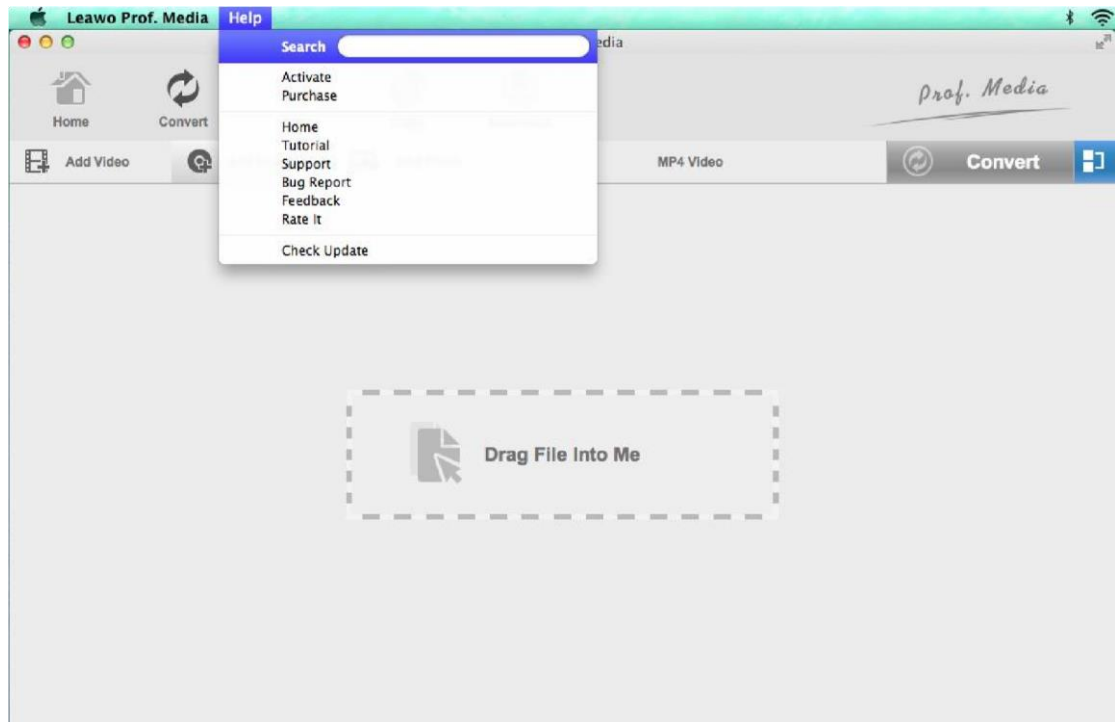 Leawo Prof. Media Help
edia
Search
Activate
Purchase
Home
Tutorial
Support
Bug Report
Feedback
Rate It
Check Update
Home
Convert
Prof. Media
Add Video
MP4 Video
Convert
Drag File Into Me